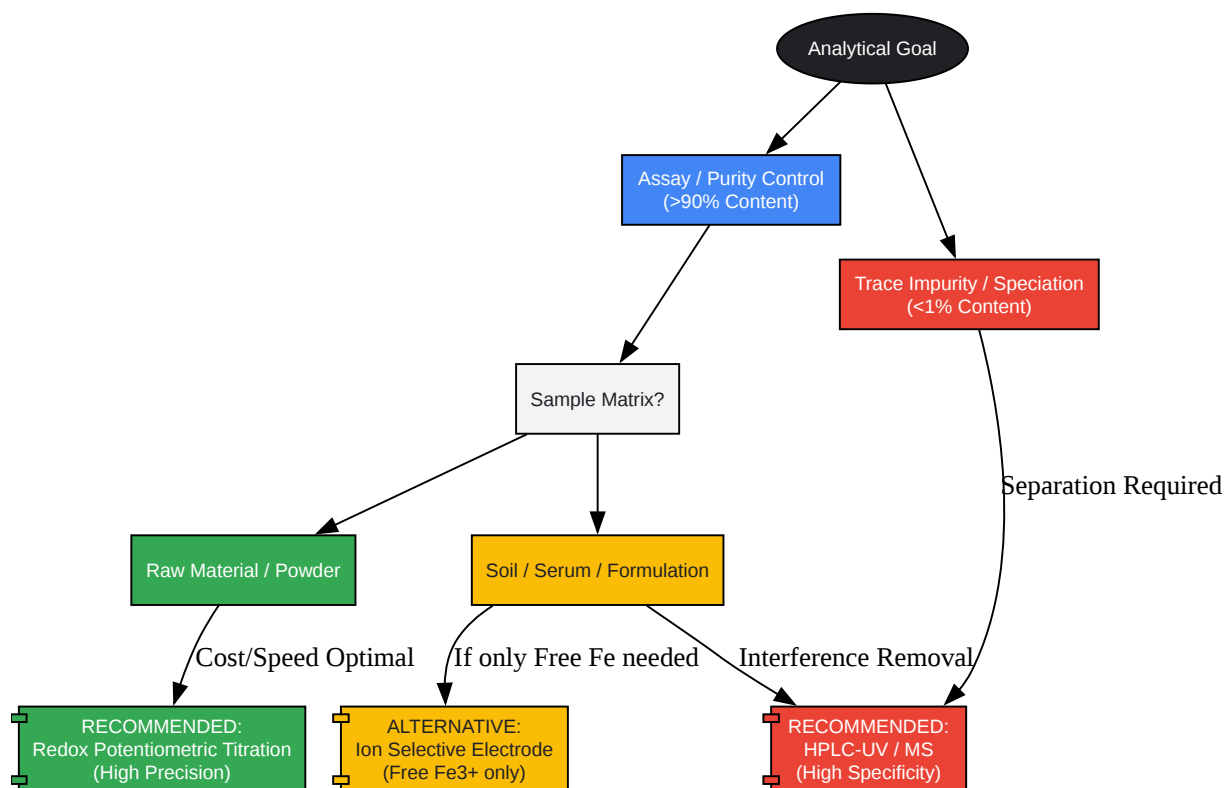 Analytical Goal
Assay / Purity Control
(>90% Content)
Trace Impurity / Speciation
(<1% Content)
Sample Matrix?
Separation Required
Raw Material / Powder
Soil / Serum / Formulation
Cost/Speed Optimal
If only Free Fe needed
Interference Removal
RECOMMENDED:
Redox Potentiometric Titration
(High Precision)
ALTERNATIVE:
Ion Selective Electrode
(Free Fe3+ only)
RECOMMENDED:
HPLC-UV / MS
(High Specificity)